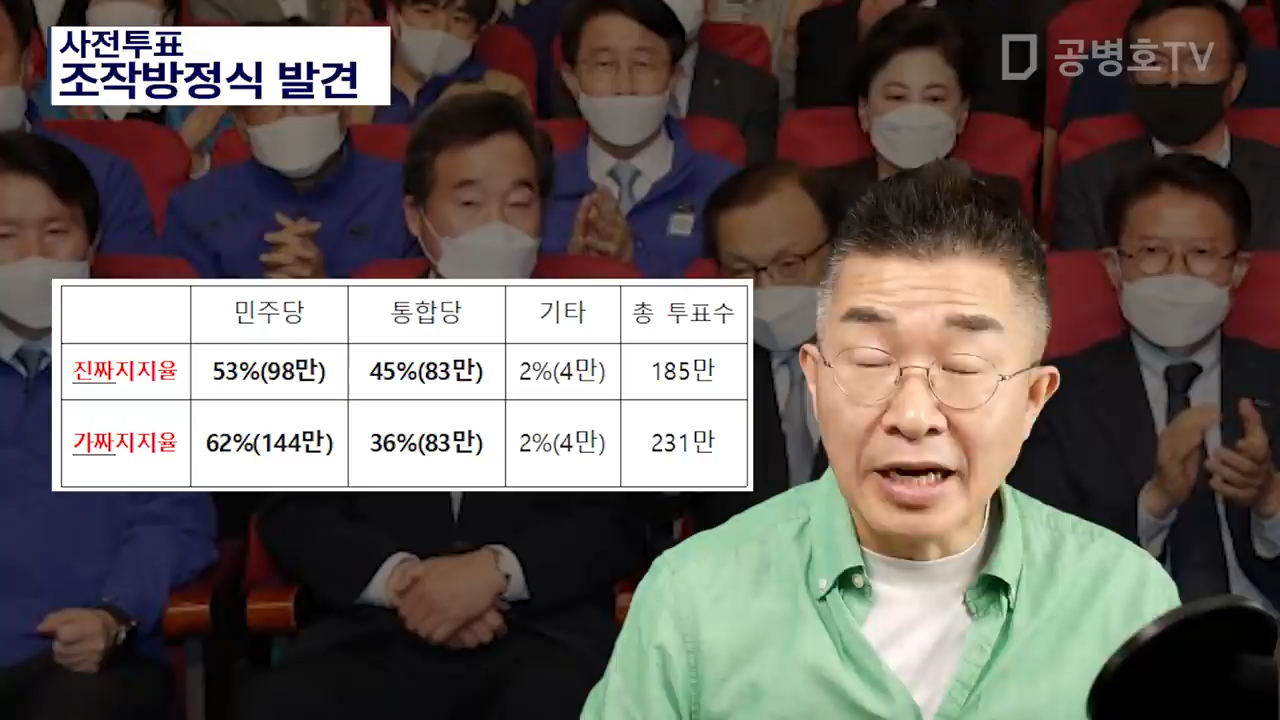 사전투표
조작방정식 발견
공병호TV
민주당 통합당 기타 총 투표수
진짜지지율 53%(98만) 45%(83만) 2%(4만) 185만
가짜지지율 62%(144만) 36%(83만) 2%(4만) 231만